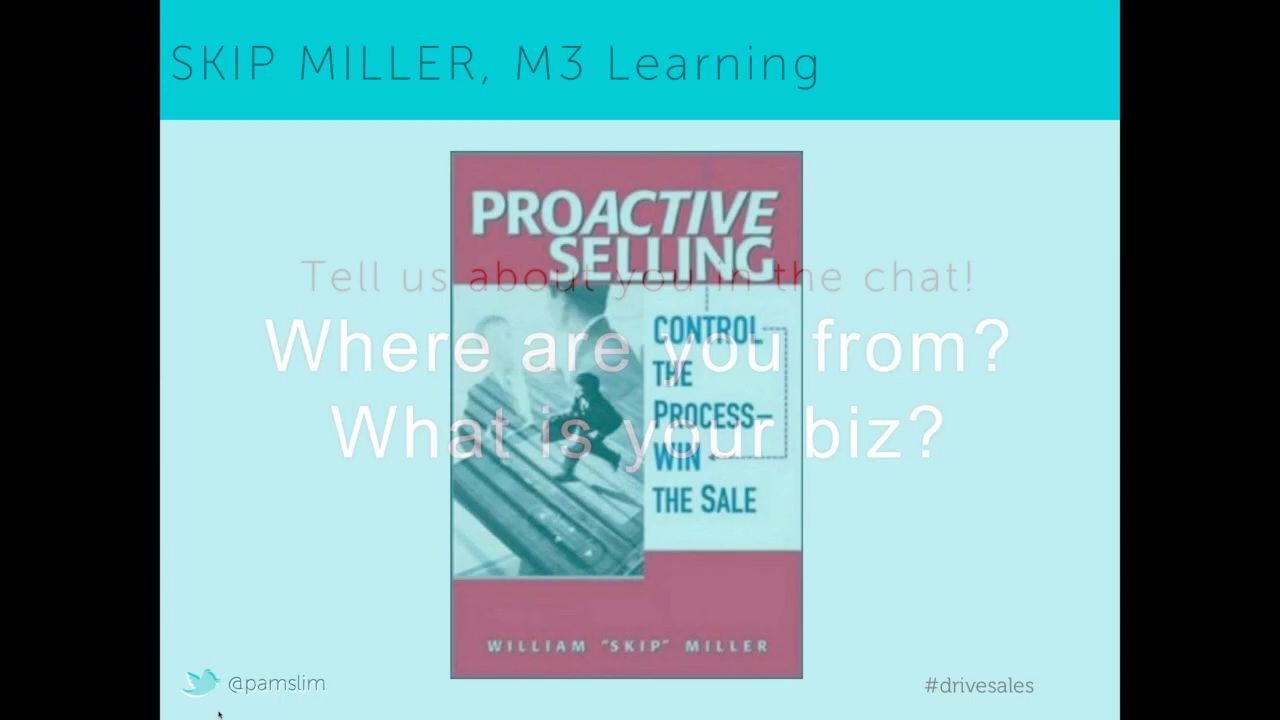 SKIP MILLER, M3 Learning
PROACTIVE
SELLING
Tell us about you in the chat!
Where are you from?
What is your biz?
CONTROL
THE
PROCESS–
WIN
THE SALE
WILLIAM "SKIP" MILLER
@pamslim
#drivesales